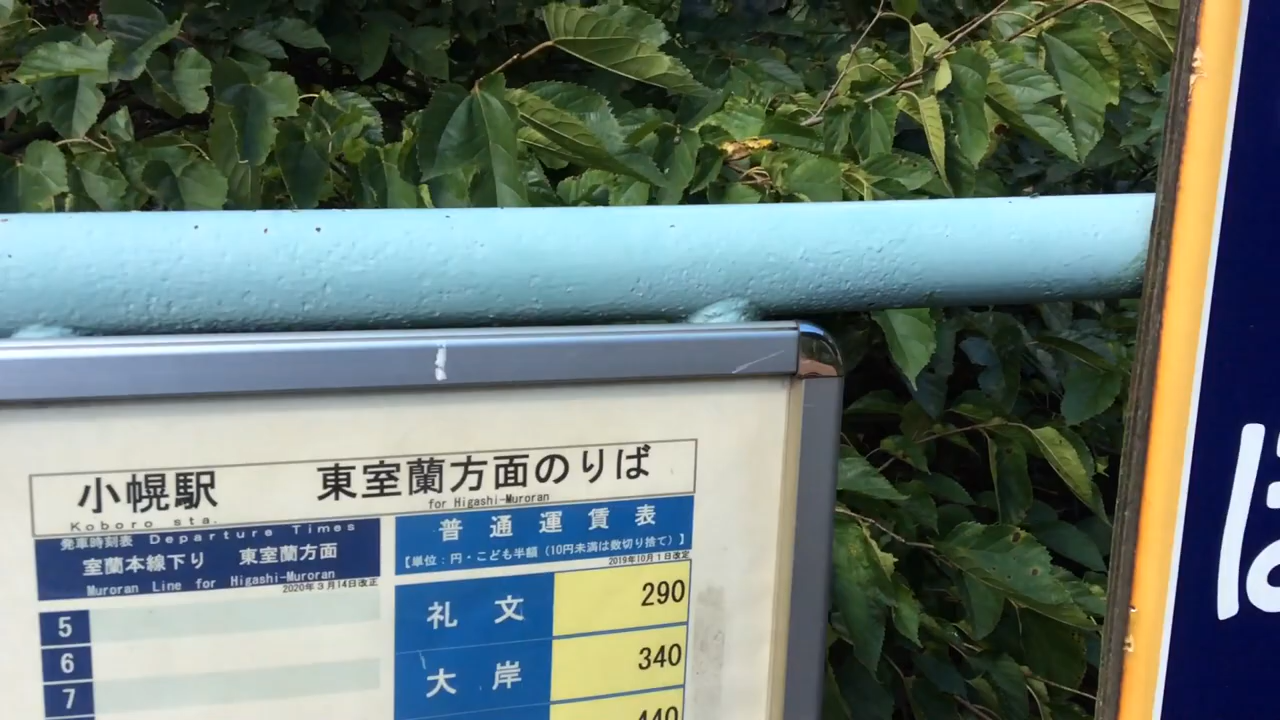 小幌駅 東室蘭方面のりば
Koboro sta. for Higashi-Muroran
発車時刻表 Departure Times
室蘭本線下り 東室蘭方面
Muroran Line for Higashi-Muroran
2020年3月14日改正
5
6
7
普通運賃表
【単位：円・こども半額（10円未満は数切り捨て）】
2019年10月1日改定
礼文 290
大岸 340
440